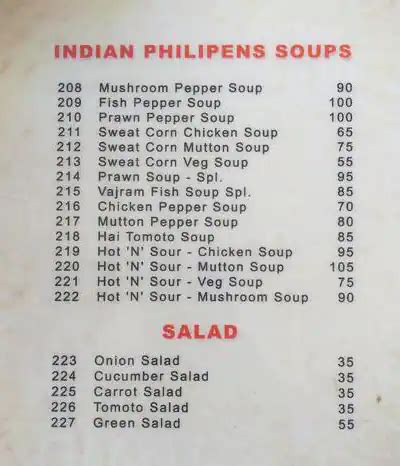 INDIAN PHILIPENS SOUPS
208 Mushroom Pepper Soup 90
209 Fish Pepper Soup 100
210 Prawn Pepper Soup 100
211 Sweat Corn Chicken Soup 65
212 Sweat Corn Mutton Soup 75
213 Sweat Corn Veg Soup 55
214 Prawn Soup - Spl. 95
215 Vajram Fish Soup Spl. 85
216 Chicken Pepper Soup 70
217 Mutton Pepper Soup 80
218 Hai Tomoto Soup 85
219 Hot 'N' Sour - Chicken Soup 95
220 Hot 'N' Sour - Mutton Soup 105
221 Hot 'N' Sour - Veg Soup 75
222 Hot 'N' Sour - Mushroom Soup 90
SALAD
223 Onion Salad 35
224 Cucumber Salad 35
225 Carrot Salad 35
226 Tomoto Salad 35
227 Green Salad 55